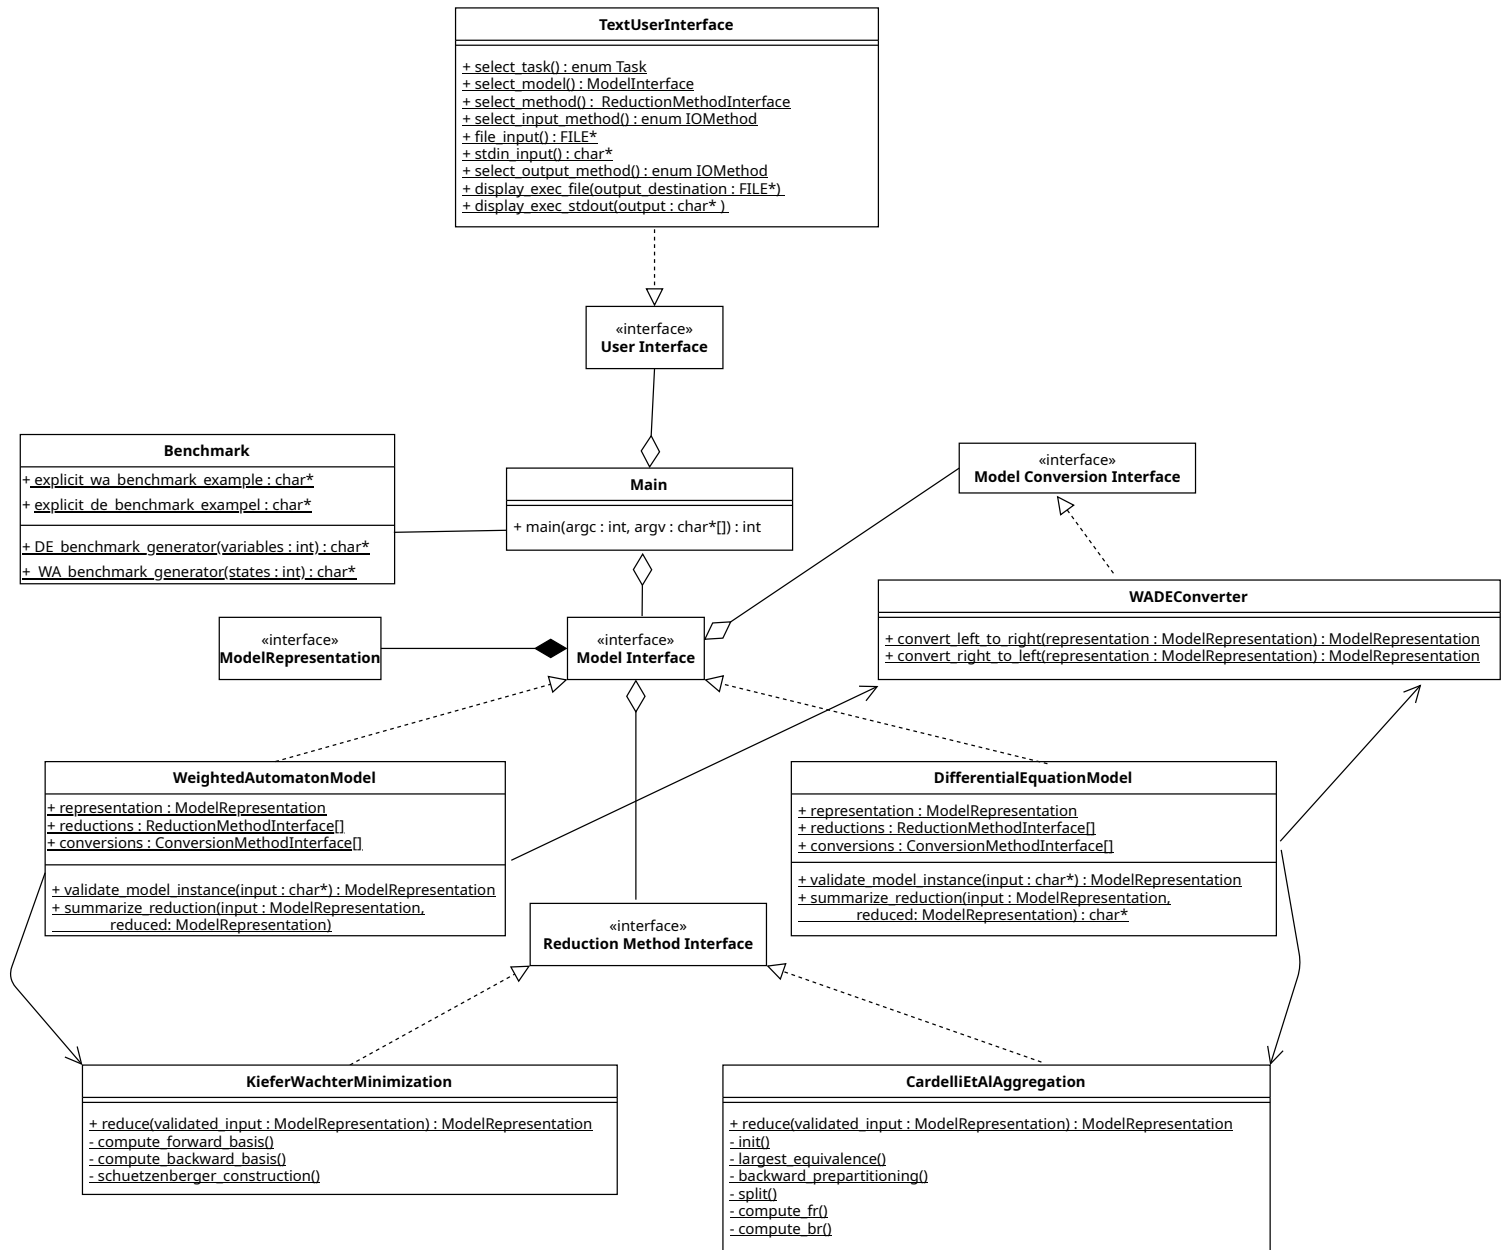 TextUserInterface
+ select_task() : enum Task
+ select_model() : ModelInterface
+ select_method() :  ReductionMethodInterface
+ select_input_method() : enum IOMethod
+ file_input() : FILE*
+ stdin_input() : char*
+ select_output_method() : enum IOMethod
+ display_exec_file(output_destination : FILE*)
+ display_exec_stdout(output : char* )
«interface»
User Interface
Benchmark
+ explicit_wa_benchmark_example : char*
+ explicit_de_benchmark_exampel : char*
+ DE_benchmark_generator(variables : int) : char*
+  WA_benchmark_generator(states : int) : char*
Main
+ main(argc : int, argv : char*[]) : int
«interface»
Model Conversion Interface
WADEConverter
+ convert_left_to_right(representation : ModelRepresentation) : ModelRepresentation
+ convert_right_to_left(representation : ModelRepresentation) : ModelRepresentation
«interface»
ModelRepresentation
«interface»
Model Interface
WeightedAutomatonModel
+ representation : ModelRepresentation
+ reductions : ReductionMethodInterface[]
+ conversions : ConversionMethodInterface[]
+ validate_model_instance(input : char*) : ModelRepresentation
+ summarize_reduction(input : ModelRepresentation,
reduced: ModelRepresentation)
DifferentialEquationModel
+ representation : ModelRepresentation
+ reductions : ReductionMethodInterface[]
+ conversions : ConversionMethodInterface[]
+ validate_model_instance(input : char*) : ModelRepresentation
+ summarize_reduction(input : ModelRepresentation,
reduced: ModelRepresentation) : char*
«interface»
Reduction Method Interface
KieferWachterMinimization
+ reduce(validated_input : ModelRepresentation) : ModelRepresentation
- compute_forward_basis()
- compute_backward_basis()
- schuetzenberger_construction()
CardelliEtAlAggregation
+ reduce(validated_input : ModelRepresentation) : ModelRepresentation
- init()
- largest_equivalence()
- backward_prepartitioning()
- split()
- compute_fr()
- compute_br()